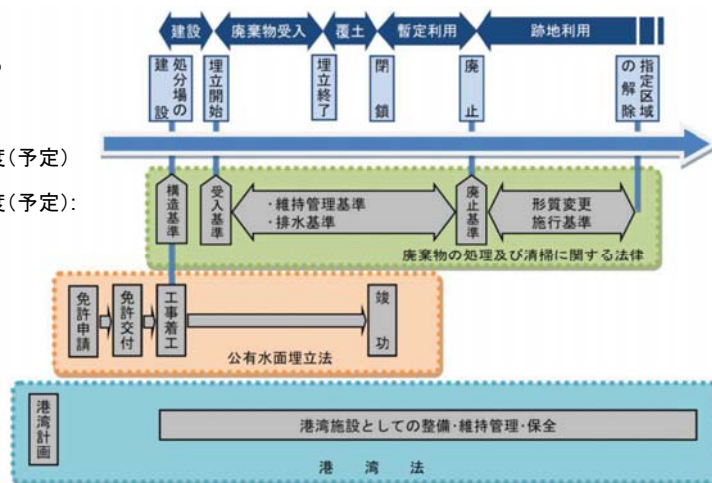 建設
廃棄物受入
覆土
暫定利用
跡地利用
処分場の建設
埋立開始
埋立終了
閉鎖
廃止
指定区域の解除
度(予定)
度(予定):
構造基準
受入基準
・維持管理基準
・排水基準
廃止基準
形質変更
施行基準
廃棄物の処理及び清掃に関する法律
免許申請
免許交付
工事着工
竣功
公有水面埋立法
港湾計画
港湾施設としての整備・維持管理・保全
港湾法